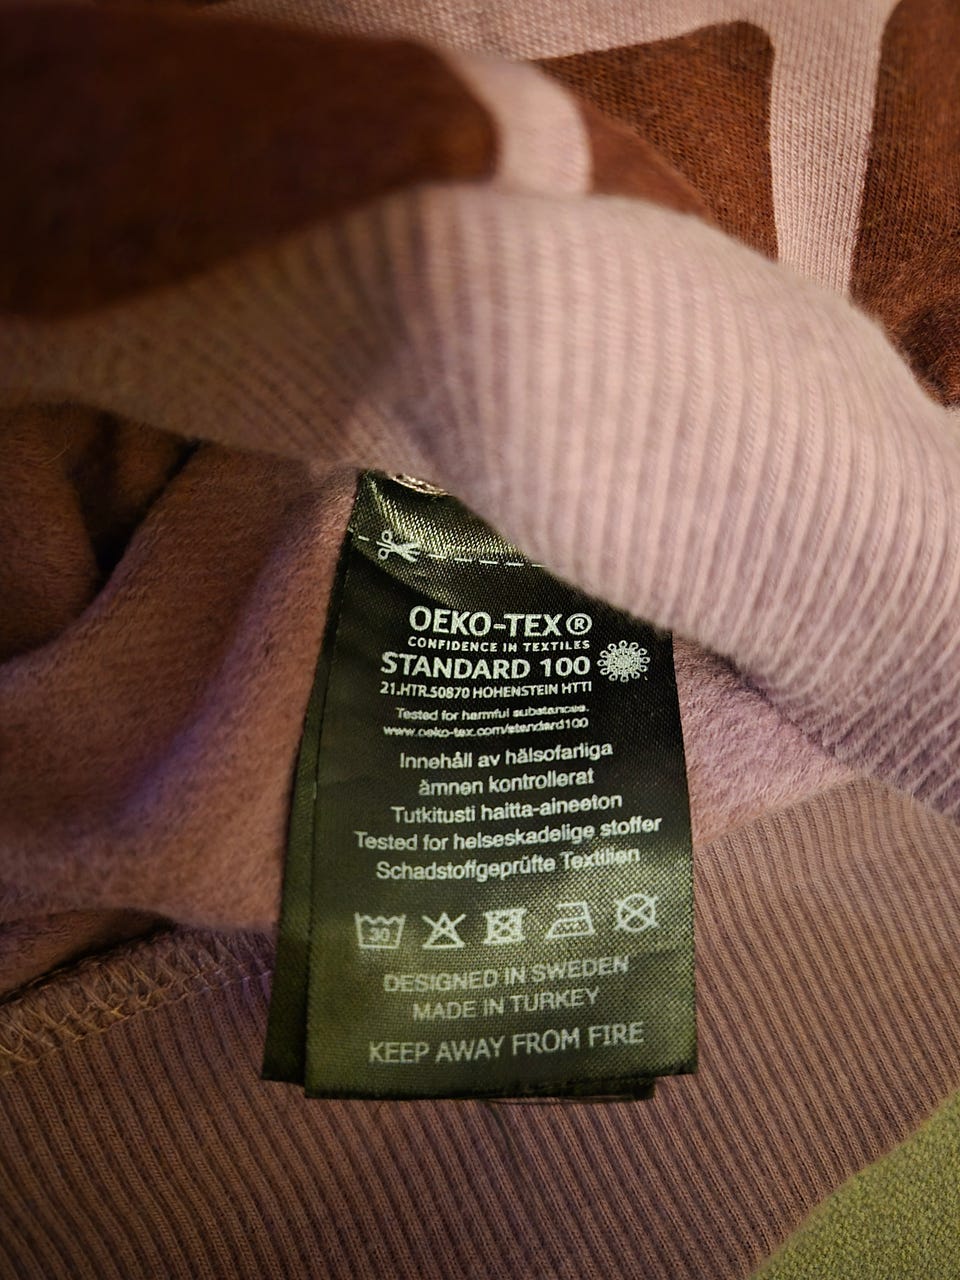 OEKO-TEX®
CONFIDENCE IN TEXTILES
STANDARD 100
21.HTR.50870 HOHENSTEIN HTTI
Tested for harmful substances.
www.oeko-tex.com/standard100
Innehåll av hälsofarliga
ämnen kontrollerat
Tutkitusti haitta-aineeton
Tested for helseskadelige stoffer
Schadstoffgeprüfte Textilien
30
DESIGNED IN SWEDEN
MADE IN TURKEY
KEEP AWAY FROM FIRE